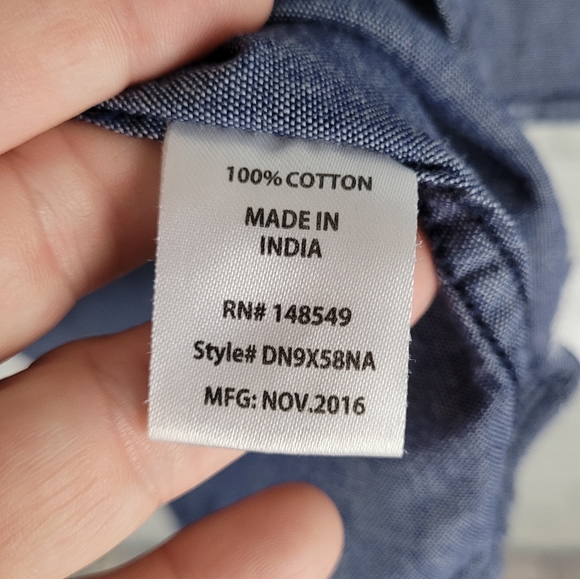 100% COTTON
MADE IN
INDIA
RN# 148549
Style# DN9X58NA
MFG: NOV.2016